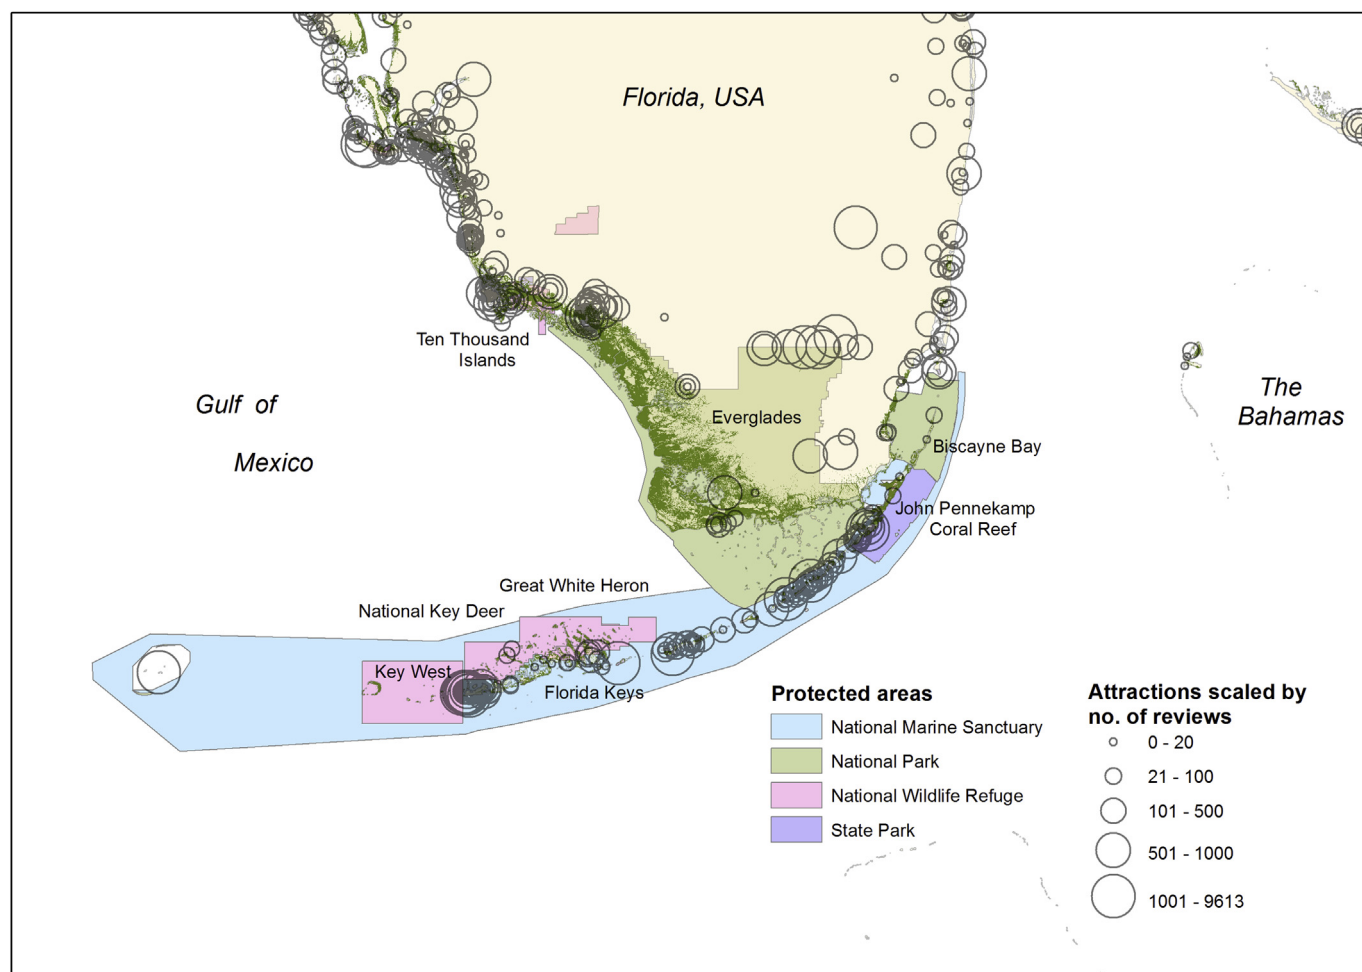 Florida, USA
Ten Thousand
Islands
Gulf of
Mexico
Everglades
The
Bahamas
Biscayne Bay
John Pennekamp
Coral Reef
Great White Heron
National Key Deer
Key West
Florida Keys
Protected areas
National Marine Sanctuary
National Park
National Wildlife Refuge
State Park
Attractions scaled by
no. of reviews
0 - 20
21 - 100
101 - 500
501 - 1000
1001 - 9613